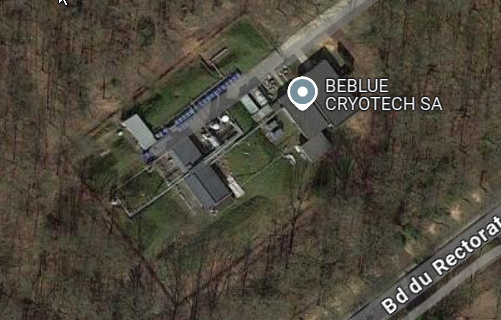 BEBLUE
CRYOTECH SA
Bd du Rectorat